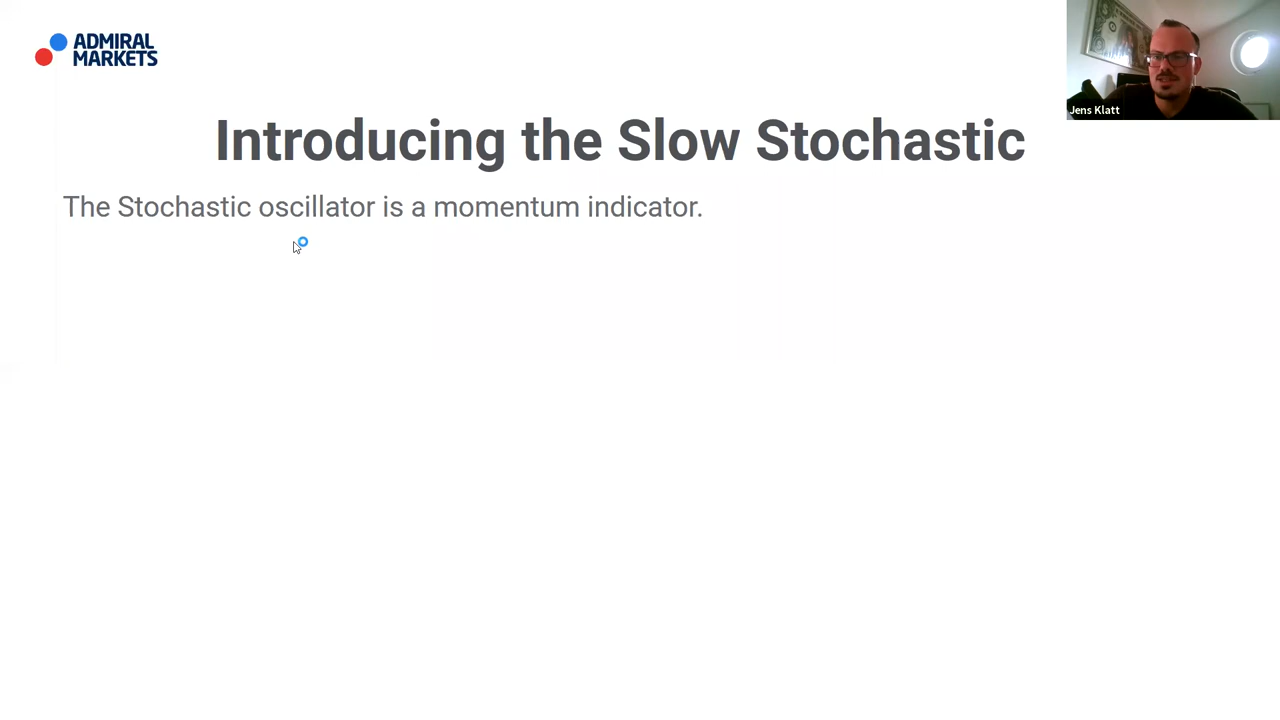 ADMIRAL
MARKETS
Jens Klatt
Introducing the Slow Stochastic
The Stochastic oscillator is a momentum indicator.